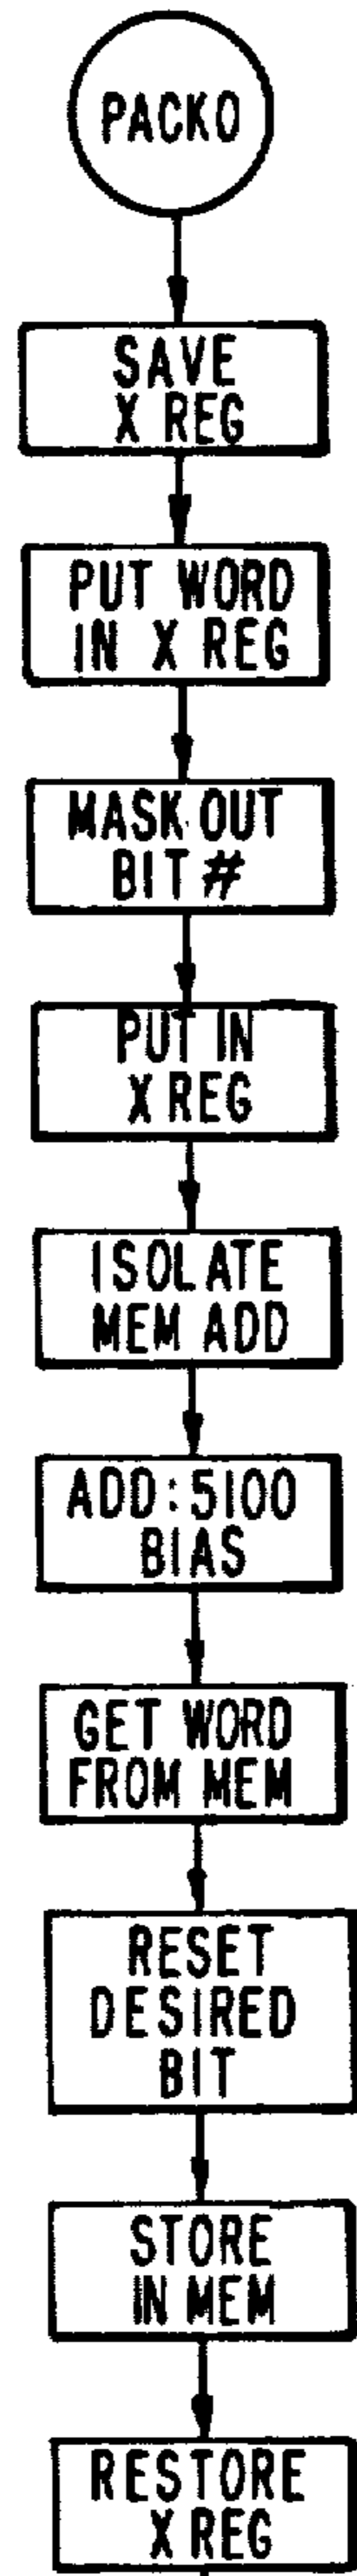 PACKO
SAVE
X REG
PUT WORD
IN X REG
MASK OUT
BIT #
PUT IN
X REG
ISOLATE
MEM ADD
ADD:5100
BIAS
GET WORD
FROM MEM
RESET
DESIRED
BIT
STORE
IN MEM
RESTORE
X REG